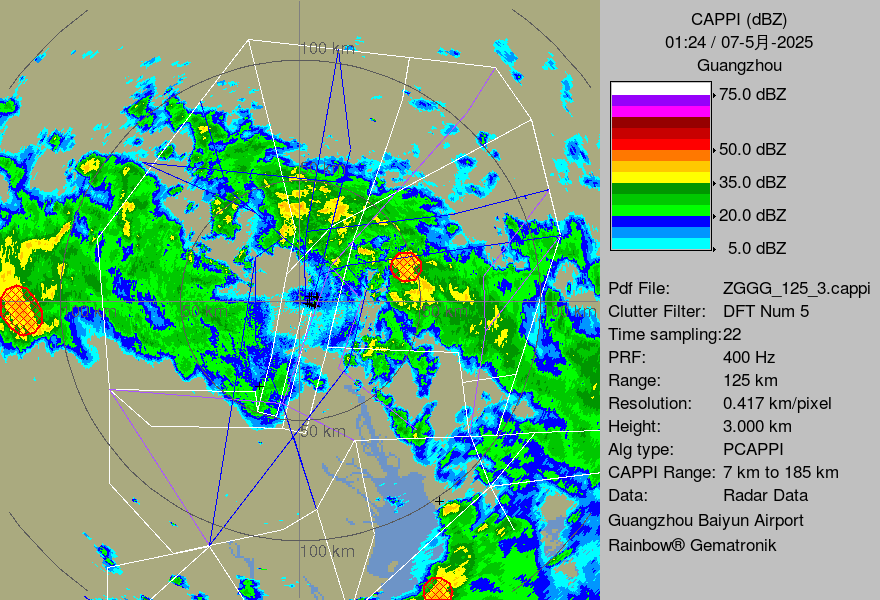 CAPPI (dBZ)
01:24 / 07-5月-2025
Guangzhou
75.0 dBZ
50.0 dBZ
35.0 dBZ
20.0 dBZ
5.0 dBZ
Pdf File: ZGGG_125_3.cappi
Clutter Filter: DFT Num 5
Time sampling:22
PRF: 400 Hz
Range: 125 km
Resolution: 0.417 km/pixel
Height: 3.000 km
Alg type: PCAPPI
CAPPI Range: 7 km to 185 km
Data: Radar Data
Guangzhou Baiyun Airport
Rainbow® Gematronik
100 km
50 km
50 km
100 km